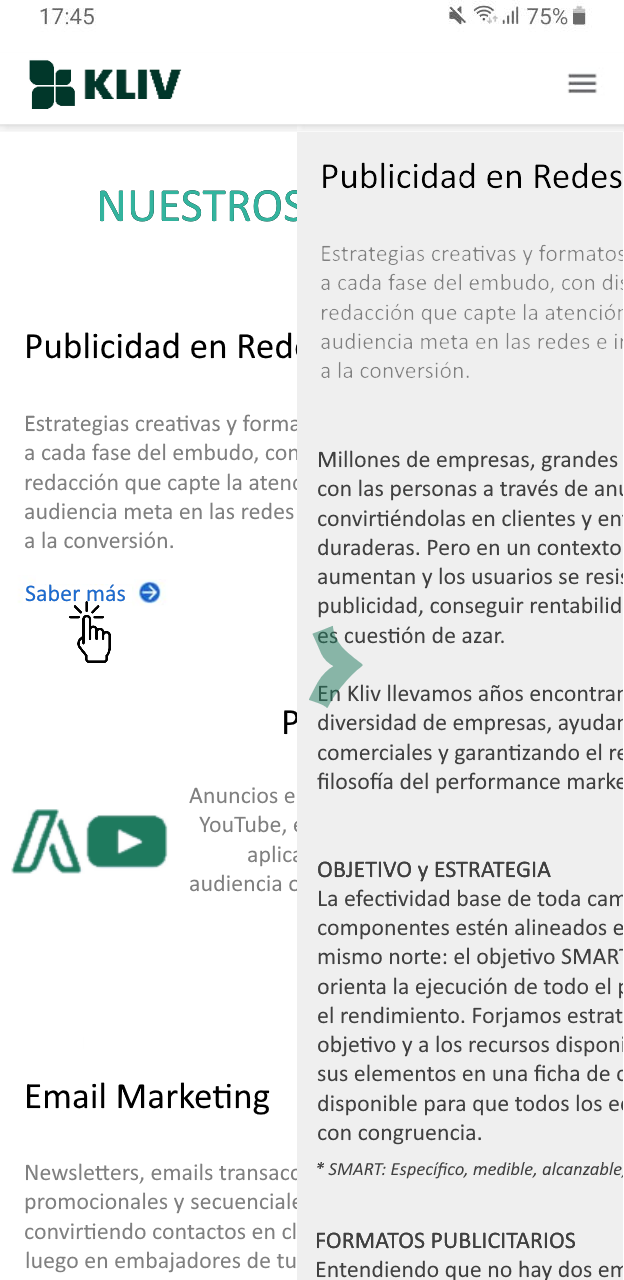 17:45
75%
KLIV
NUESTROS
Publicidad en Rede
Estrategias creativas y forma
a cada fase del embudo, con
redacción que capte la atenc
audiencia meta en las redes
a la conversión.
Saber más
P
Anuncios e
YouTube, e
aplica
audiencia c
Email Marketing
Newsletters, emails transacc
promocionales y secuenciale
convirtiendo contactos en cl
luego en embajadores de tu
Publicidad en Redes
Estrategias creativas y formatos
a cada fase del embudo, con dis
redacción que capte la atención
audiencia meta en las redes e in
a la conversión.
Millones de empresas, grandes
con las personas a través de anu
convirtiéndolas en clientes y ent
duraderas. Pero en un contexto
aumentan y los usuarios se resis
publicidad, conseguir rentabilid
es cuestión de azar.
En Kliv llevamos años encontran
diversidad de empresas, ayudan
comerciales y garantizando el re
filosofía del performance marke
OBJETIVO y ESTRATEGIA
La efectividad base de toda cam
componentes estén alineados e
mismo norte: el objetivo SMART
orienta la ejecución de todo el p
el rendimiento. Forjamos estrat
objetivo y a los recursos disponi
sus elementos en una ficha de c
disponible para que todos los ec
con congruencia.
* SMART: Específico, medible, alcanzable,
FORMATOS PUBLICITARIOS
Entendiendo que no hay dos em